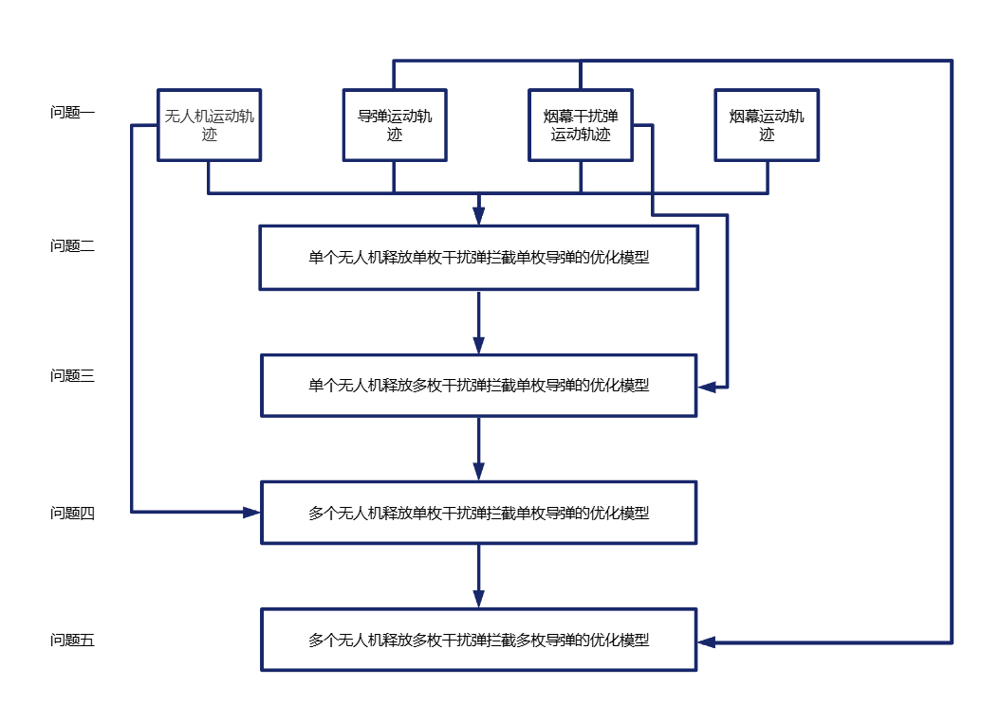 问题一
无人机运动轨
迹
导弹运动轨
迹
烟幕干扰弹
运动轨迹
烟幕运动轨
迹
问题二
单个无人机释放单枚干扰弹拦截单枚导弹的优化模型
问题三
单个无人机释放多枚干扰弹拦截单枚导弹的优化模型
问题四
多个无人机释放单枚干扰弹拦截单枚导弹的优化模型
问题五
多个无人机释放多枚干扰弹拦截多枚导弹的优化模型